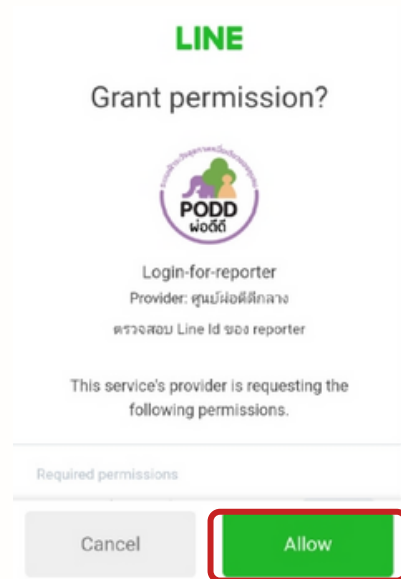 LINE
Grant permission?
PODD
ผ่อดีดี
Login-for-reporter
Provider: ศูนย์ผ่อดีดีกลาง
ตรวจสอบ Line Id ของ reporter
This service's provider is requesting the
following permissions.
Required permissions
Cancel
Allow